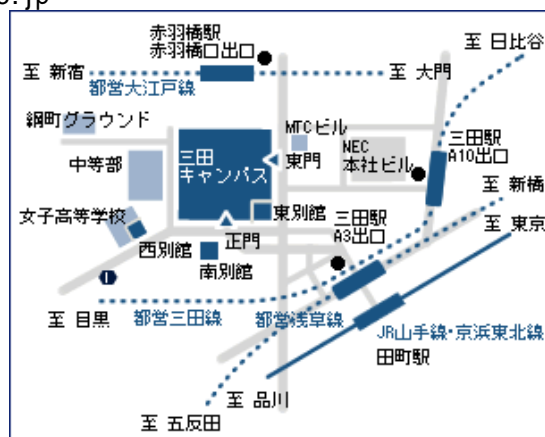 .jp
赤羽橋駅
赤羽橋口出口
至 日比谷
至 新宿
至 大門
都営大江戸線
綱町グラウンド
MTCビル
三田駅
A10出口
中等部
三田
キャンパス
東門
NEC
本社ビル
至 新橋
女子高等学校
東別館
三田駅
A3出口
至 東京
西別館
正門
南別館
至 目黒
都営三田線
都営浅草線
JR山手線・京浜東北線
田町駅
至 品川
至 五反田